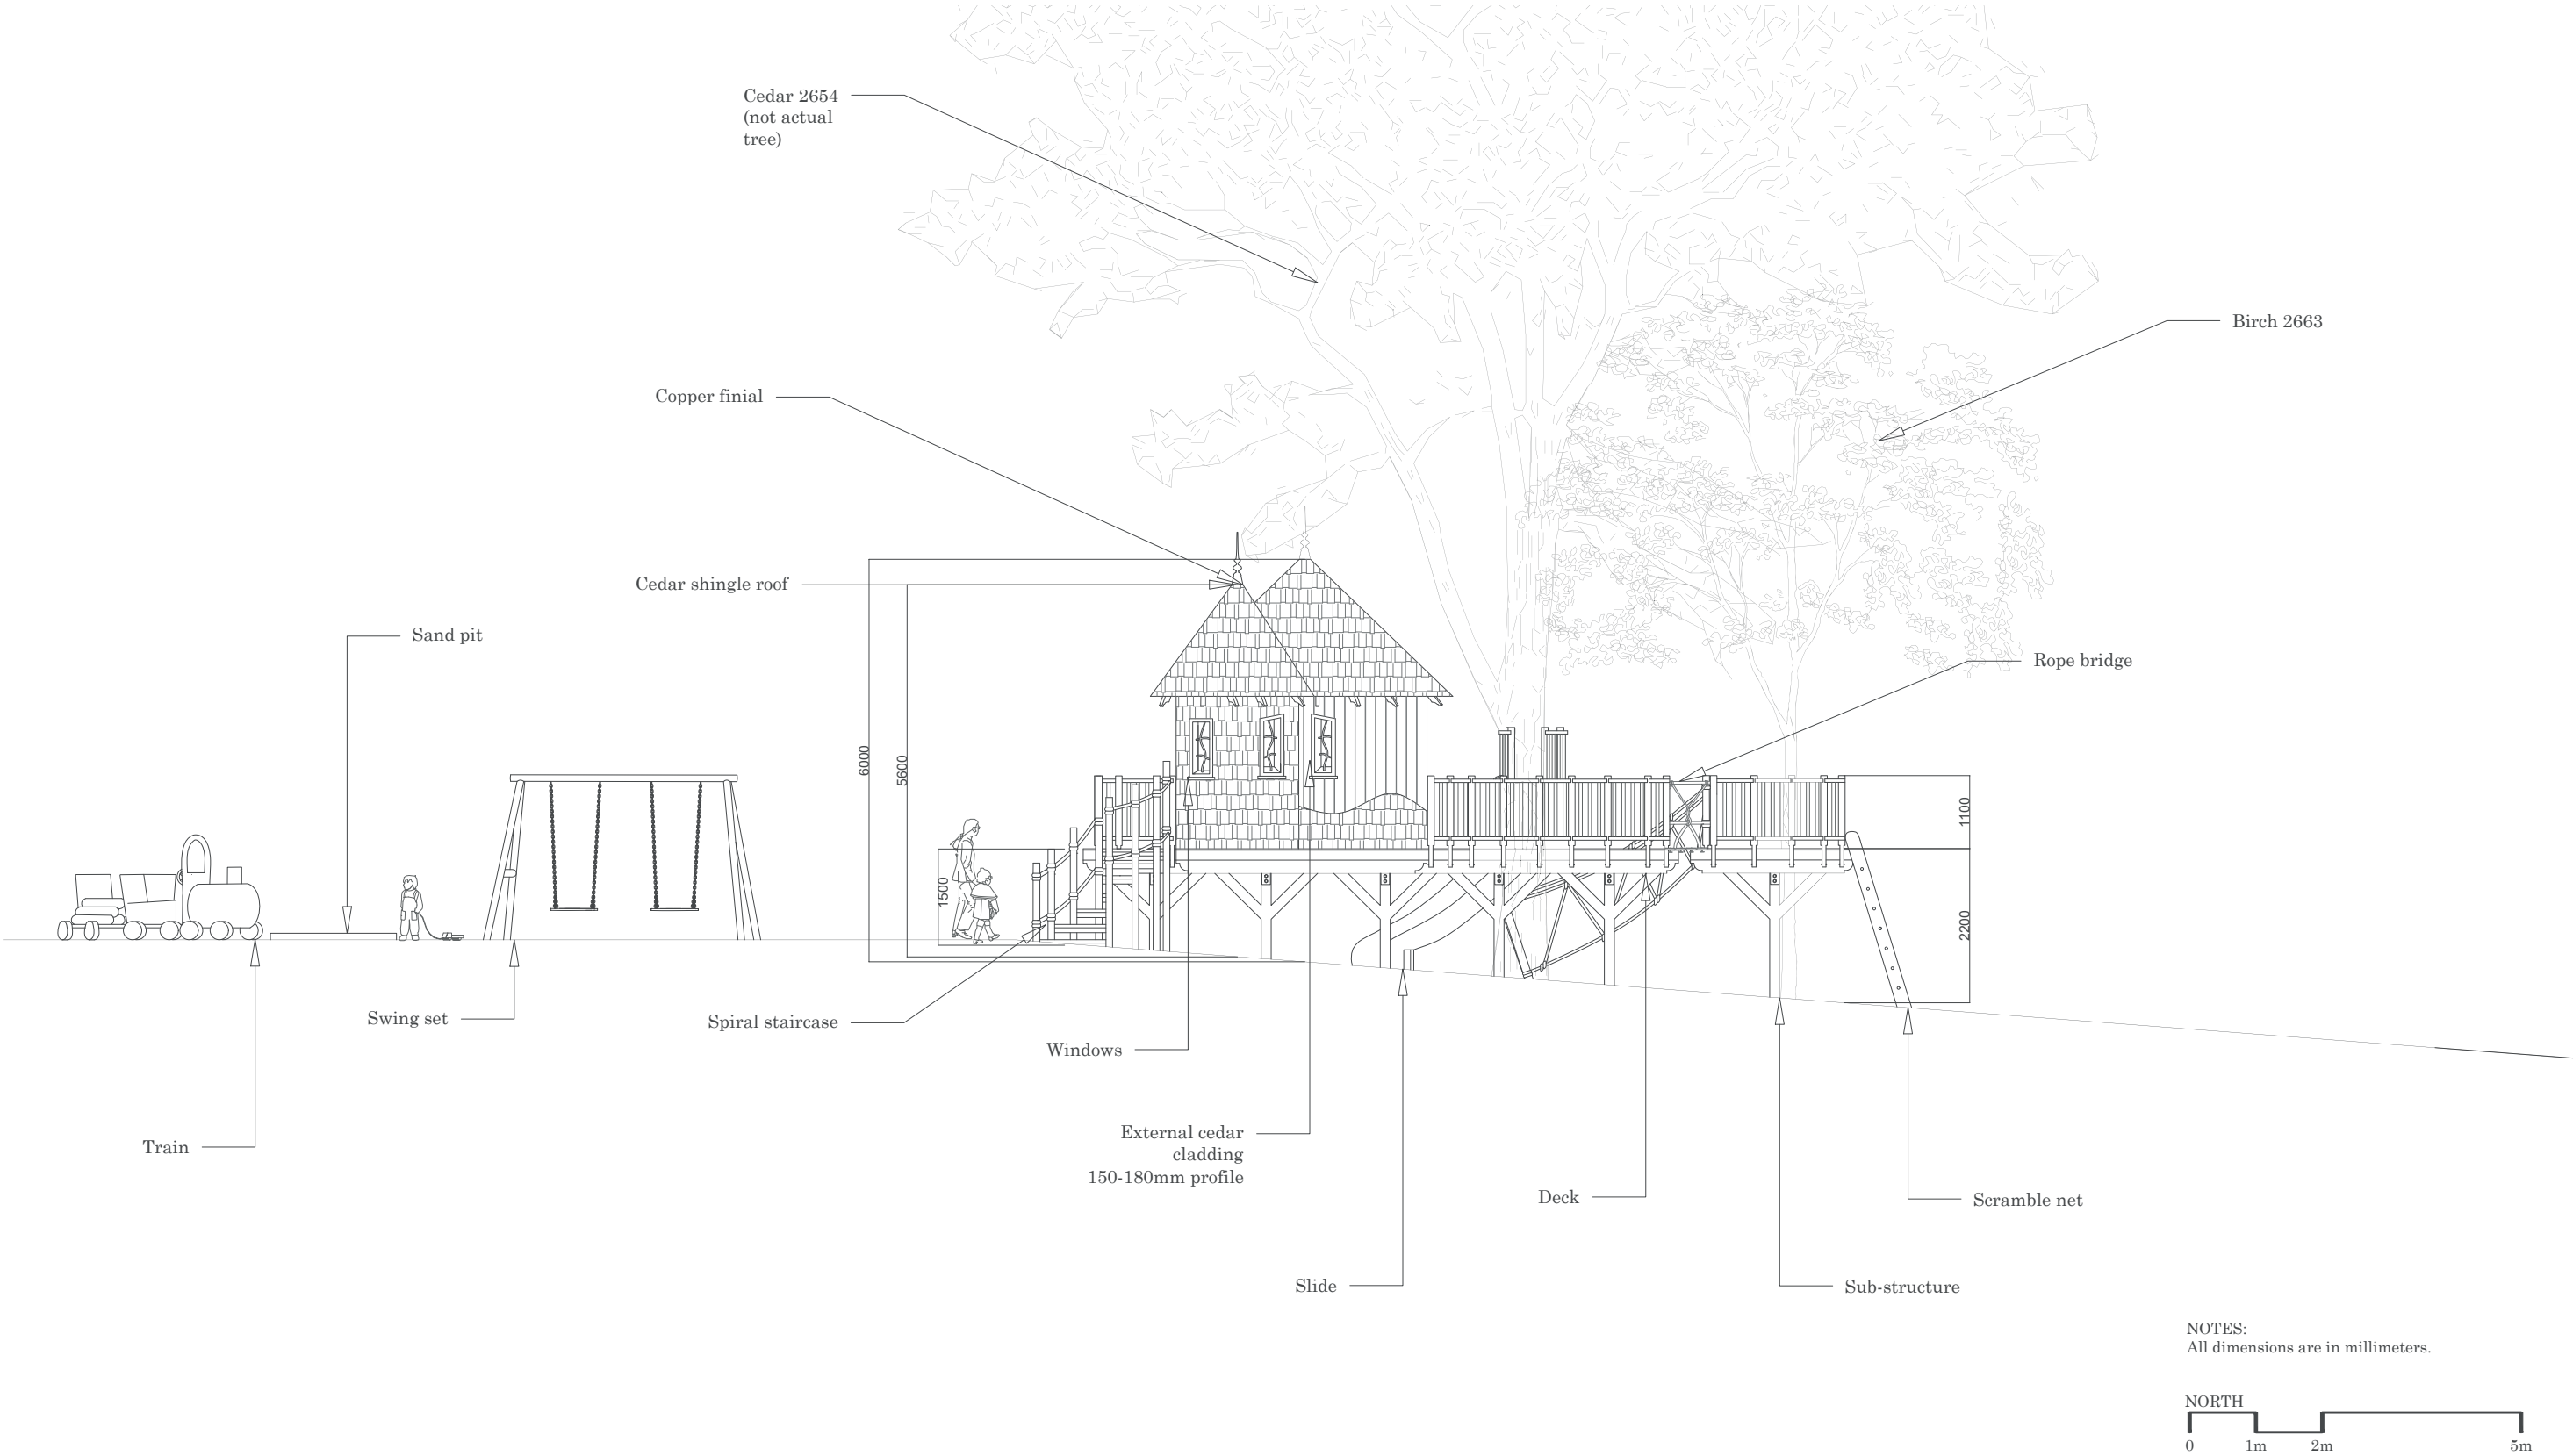 Cedar 2654
(not actual
tree)
Birch 2663
Copper finial
Cedar shingle roof
Sand pit
Rope bridge
6000
5600
1500
1100
2200
Swing set
Spiral staircase
Windows
Train
External cedar
cladding
150-180mm profile
Deck
Scramble net
Slide
Sub-structure
NOTES:
All dimensions are in millimeters.
NORTH
0 1m 2m 5m